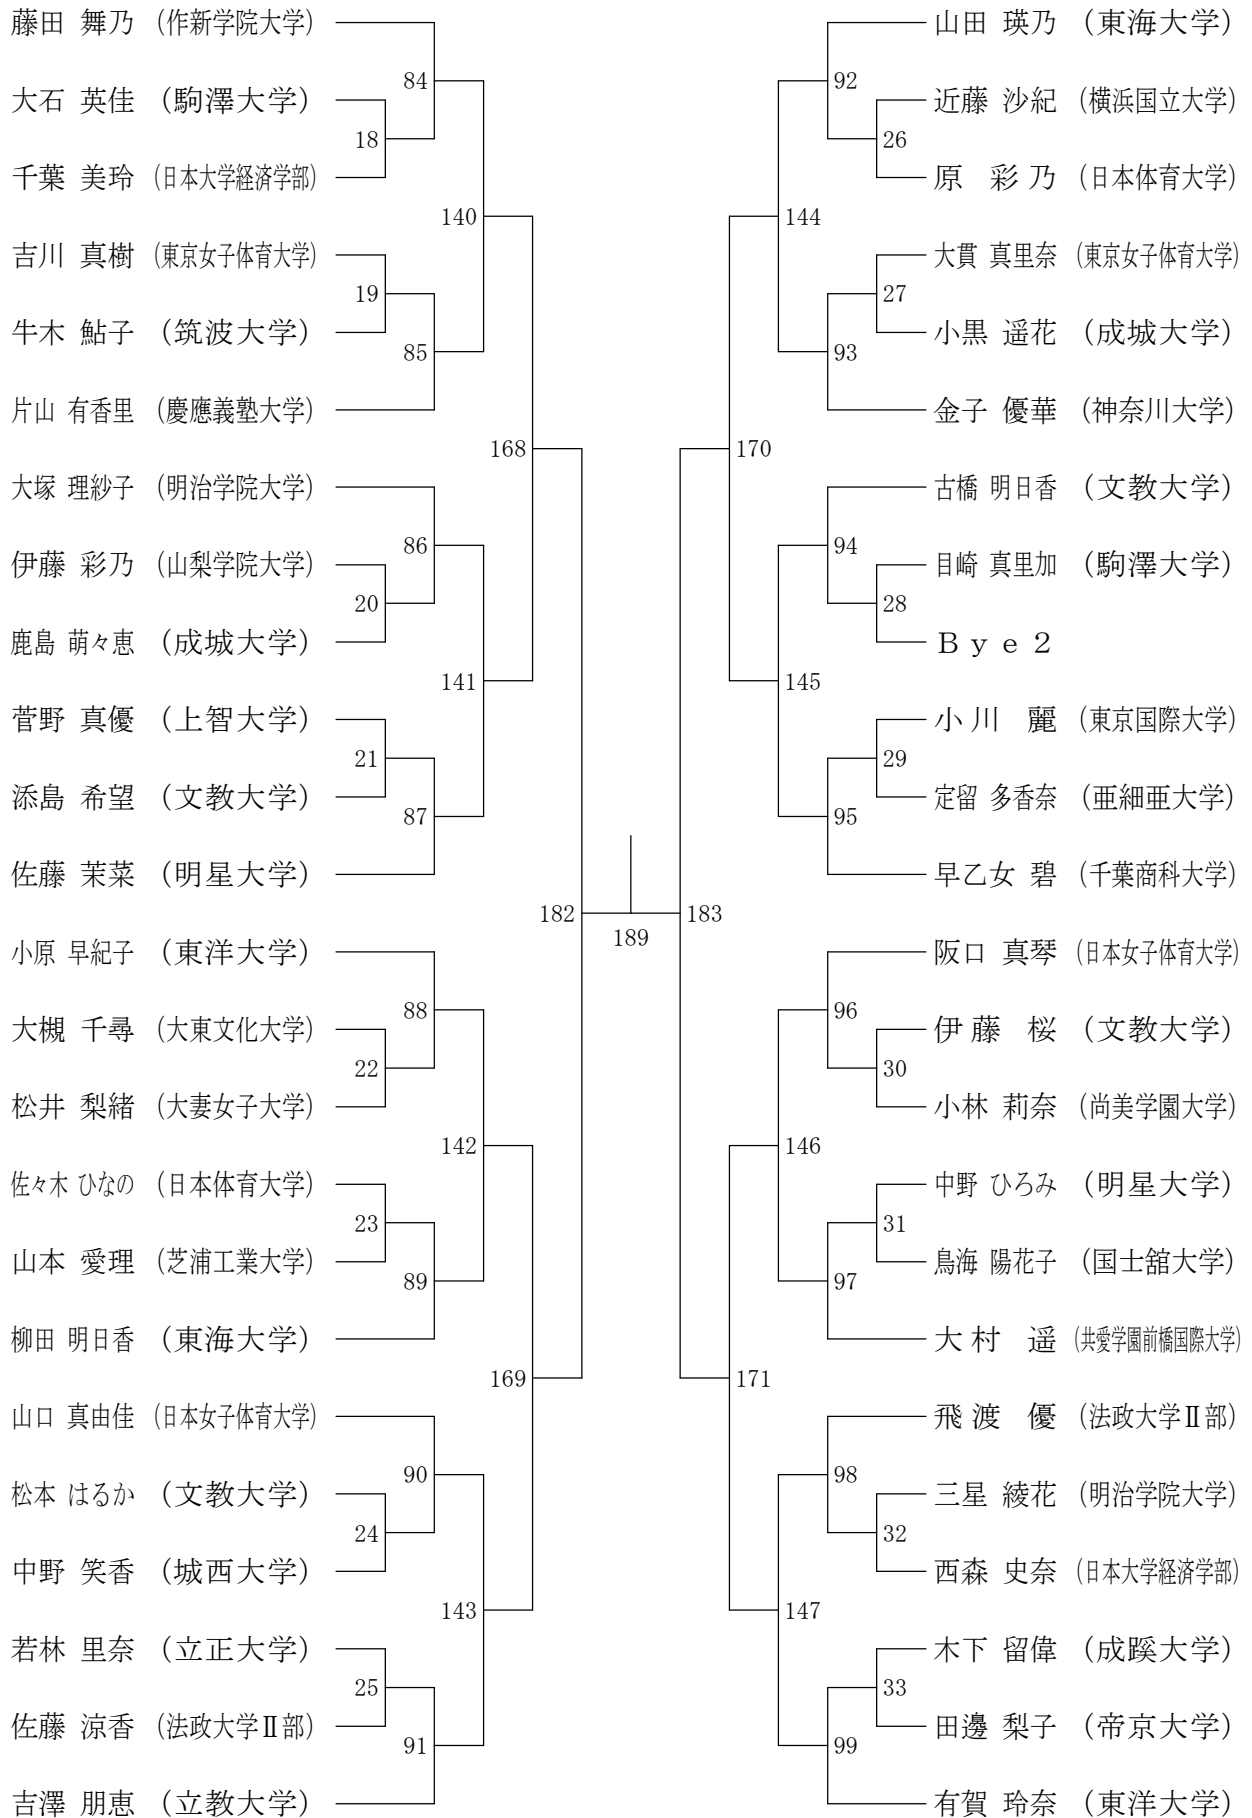 藤田 舞乃 （作新学院大学）
84
大石 英佳 （駒澤大学）
18
千葉 美玲 （日本大学経済学部）
140
吉川 真樹 （東京女子体育大学）
19
牛木 鮎子 （筑波大学）
85
片山 有香里 （慶應義塾大学）
168
大塚 理紗子 （明治学院大学）
86
伊藤 彩乃 （山梨学院大学）
20
鹿島 萌々恵 （成城大学）
141
菅野 真優 （上智大学）
21
添島 希望 （文教大学）
87
佐藤 茉菜 （明星大学）
182
小原 早紀子 （東洋大学）
88
大槻 千尋 （大東文化大学）
22
松井 梨緒 （大妻女子大学）
142
佐々木 ひなの （日本体育大学）
23
山本 愛理 （芝浦工業大学）
89
柳田 明日香 （東海大学）
169
山口 真由佳 （日本女子体育大学）
90
松本 はるか （文教大学）
24
中野 笑香 （城西大学）
143
若林 里奈 （立正大学）
25
佐藤 涼香 （法政大学Ⅱ部）
91
吉澤 朋恵 （立教大学）
189
山田 瑛乃 （東海大学）
92
近藤 沙紀 （横浜国立大学）
26
原 彩乃 （日本体育大学）
144
大貫 真里奈 （東京女子体育大学）
27
小黒 遥花 （成城大学）
93
金子 優華 （神奈川大学）
170
古橋 明日香 （文教大学）
94
目崎 真里加 （駒澤大学）
28
Ｂｙｅ２
145
小川 麗 （東京国際大学）
29
定留 多香奈 （亜細亜大学）
95
早乙女 碧 （千葉商科大学）
183
阪口 真琴 （日本女子体育大学）
96
伊藤 桜 （文教大学）
30
小林 莉奈 （尚美学園大学）
146
中野 ひろみ （明星大学）
31
鳥海 陽花子 （国士舘大学）
97
大村 遥 （共愛学園前橋国際大学）
171
飛渡 優 （法政大学Ⅱ部）
98
三星 綾花 （明治学院大学）
32
西森 史奈 （日本大学経済学部）
147
木下 留偉 （成蹊大学）
33
田邊 梨子 （帝京大学）
99
有賀 玲奈 （東洋大学）